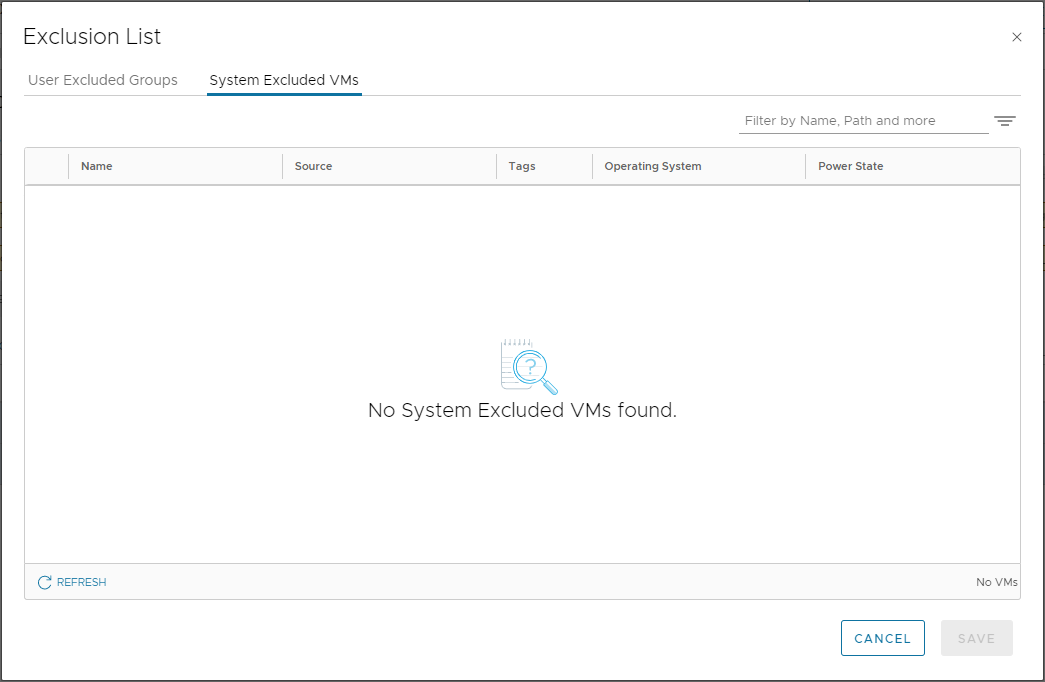 Exclusion List
User Excluded Groups System Excluded VMs
Filter by Name, Path and more
Name Source Tags Operating System Power State
?
No System Excluded VMs found.
REFRESH No VMs
CANCEL SAVE